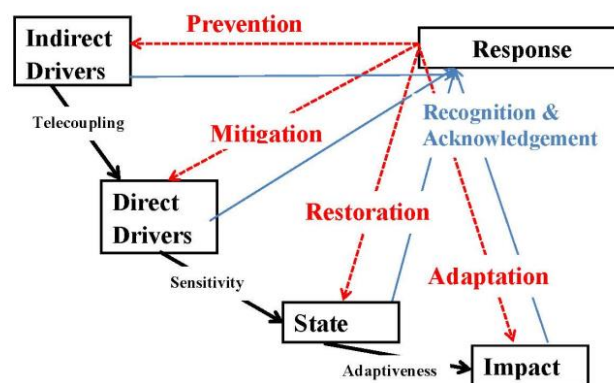 Prevention
Indirect
Drivers
Response
Telecoupling
Mitigation
Recognition &
Acknowledgement
Direct
Drivers
Restoration
Sensitivity
Adaptation
State
Adaptiveness
Impact